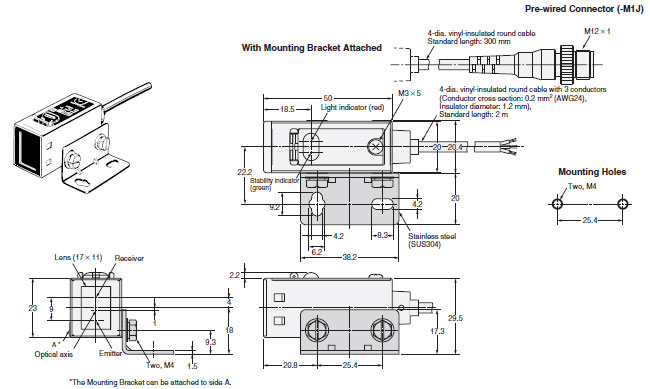 Pre-wired Connector (-M1J)
4-dia. vinyl-insulated round cable
Standard length: 300 mm
M12 × 1
With Mounting Bracket Attached
50
18.5
Light indicator (red)
M3 × 5
4-dia. vinyl-insulated round cable with 3 conductors
(Conductor cross section: 0.2 mm² (AWG24),
Insulator diameter: 1.2 mm),
Standard length: 2 m
20
20.4
22.2
Stability indicator
(green)
9.2
4.2
20
4.2
8.3
6.2
38.2
Stainless steel
(SUS304)
Mounting Holes
Two, M4
25.4
Lens (17 × 11)
Receiver
23
9
4
1
18
9.3
1.5
A*
Optical axis
Emitter
Two, M4
2.2
29.5
17.3
20.8
25.4
*The Mounting Bracket can be attached to side A.